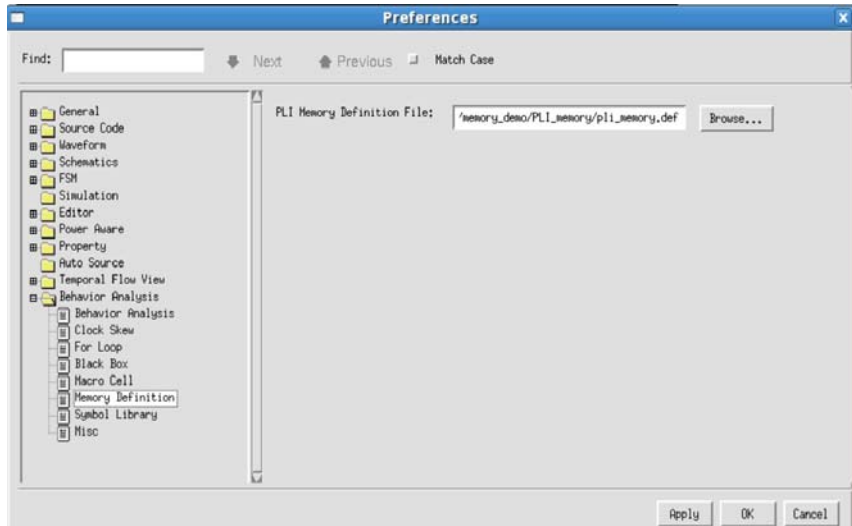 Preferences
Find:
Next
Previous
Match Case
General
Source Code
Waveform
Schematics
FSM
Simulation
Editor
Power Aware
Property
Auto Source
Temporal Flow View
Behavior Analysis
Behavior Analysis
Clock Skew
For Loop
Black Box
Macro Cell
Memory Definition
Symbol Library
Misc
PLI Memory Definition File:
/memory_demo/PLI_memory/pli_memory.def
Browse...
Apply
OK
Cancel